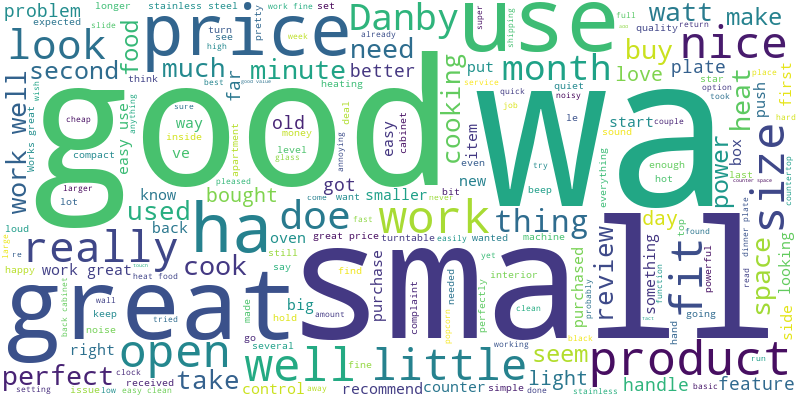 problem
longer
stainless steel
work fine
set
price
Danby
use
watt
make
slide
pretty
expected
turn
see
high
week
already
super
shipping
full
quality
return
look
food
need
month
buy
nice
second
much
minute
better
put
love
plate
star
option
took
first
place
think
best
good value
far
heating
quiet
noisy
quick
job
service
push
heat
hard
wish
work well
Works great
easy use
anything
good
wa
cooking
sure
cheap
way
inside
old
money
deal
easy
cabinet
item
le
start
couple
sound
box
power
size
compact
ve
level
glass
apartment
annoying
even
try
beep
everything
enough
hot
last
counter space
countertop
larger
lot
know
pleased
bought
got
smaller
bit
new
come
want
never
used
back
ha
doe
work
thing
day
loud
re
really
oven
fast
great price
turntable
easily
wanted
machine
large
happy
work great
heat food
touch
cook
still
say
find
purchase
complaint
needed
yet
perfectly
interior
purchased
probably
review
something
function
fit
top
found
powerful
space
read
dinner plate
looking
side
great
small
wall
keep
tried
big
hold
amount
popcorn
clean
black
hand
going
back cabinet
noise
made
right
open
go
several
well
fine
little
working
seem
product
run
perfect
clock
received
take
control
away
light
handle
basic
feature
setting
issue
low
easy clean
recommend
counter
simple
done
stainless